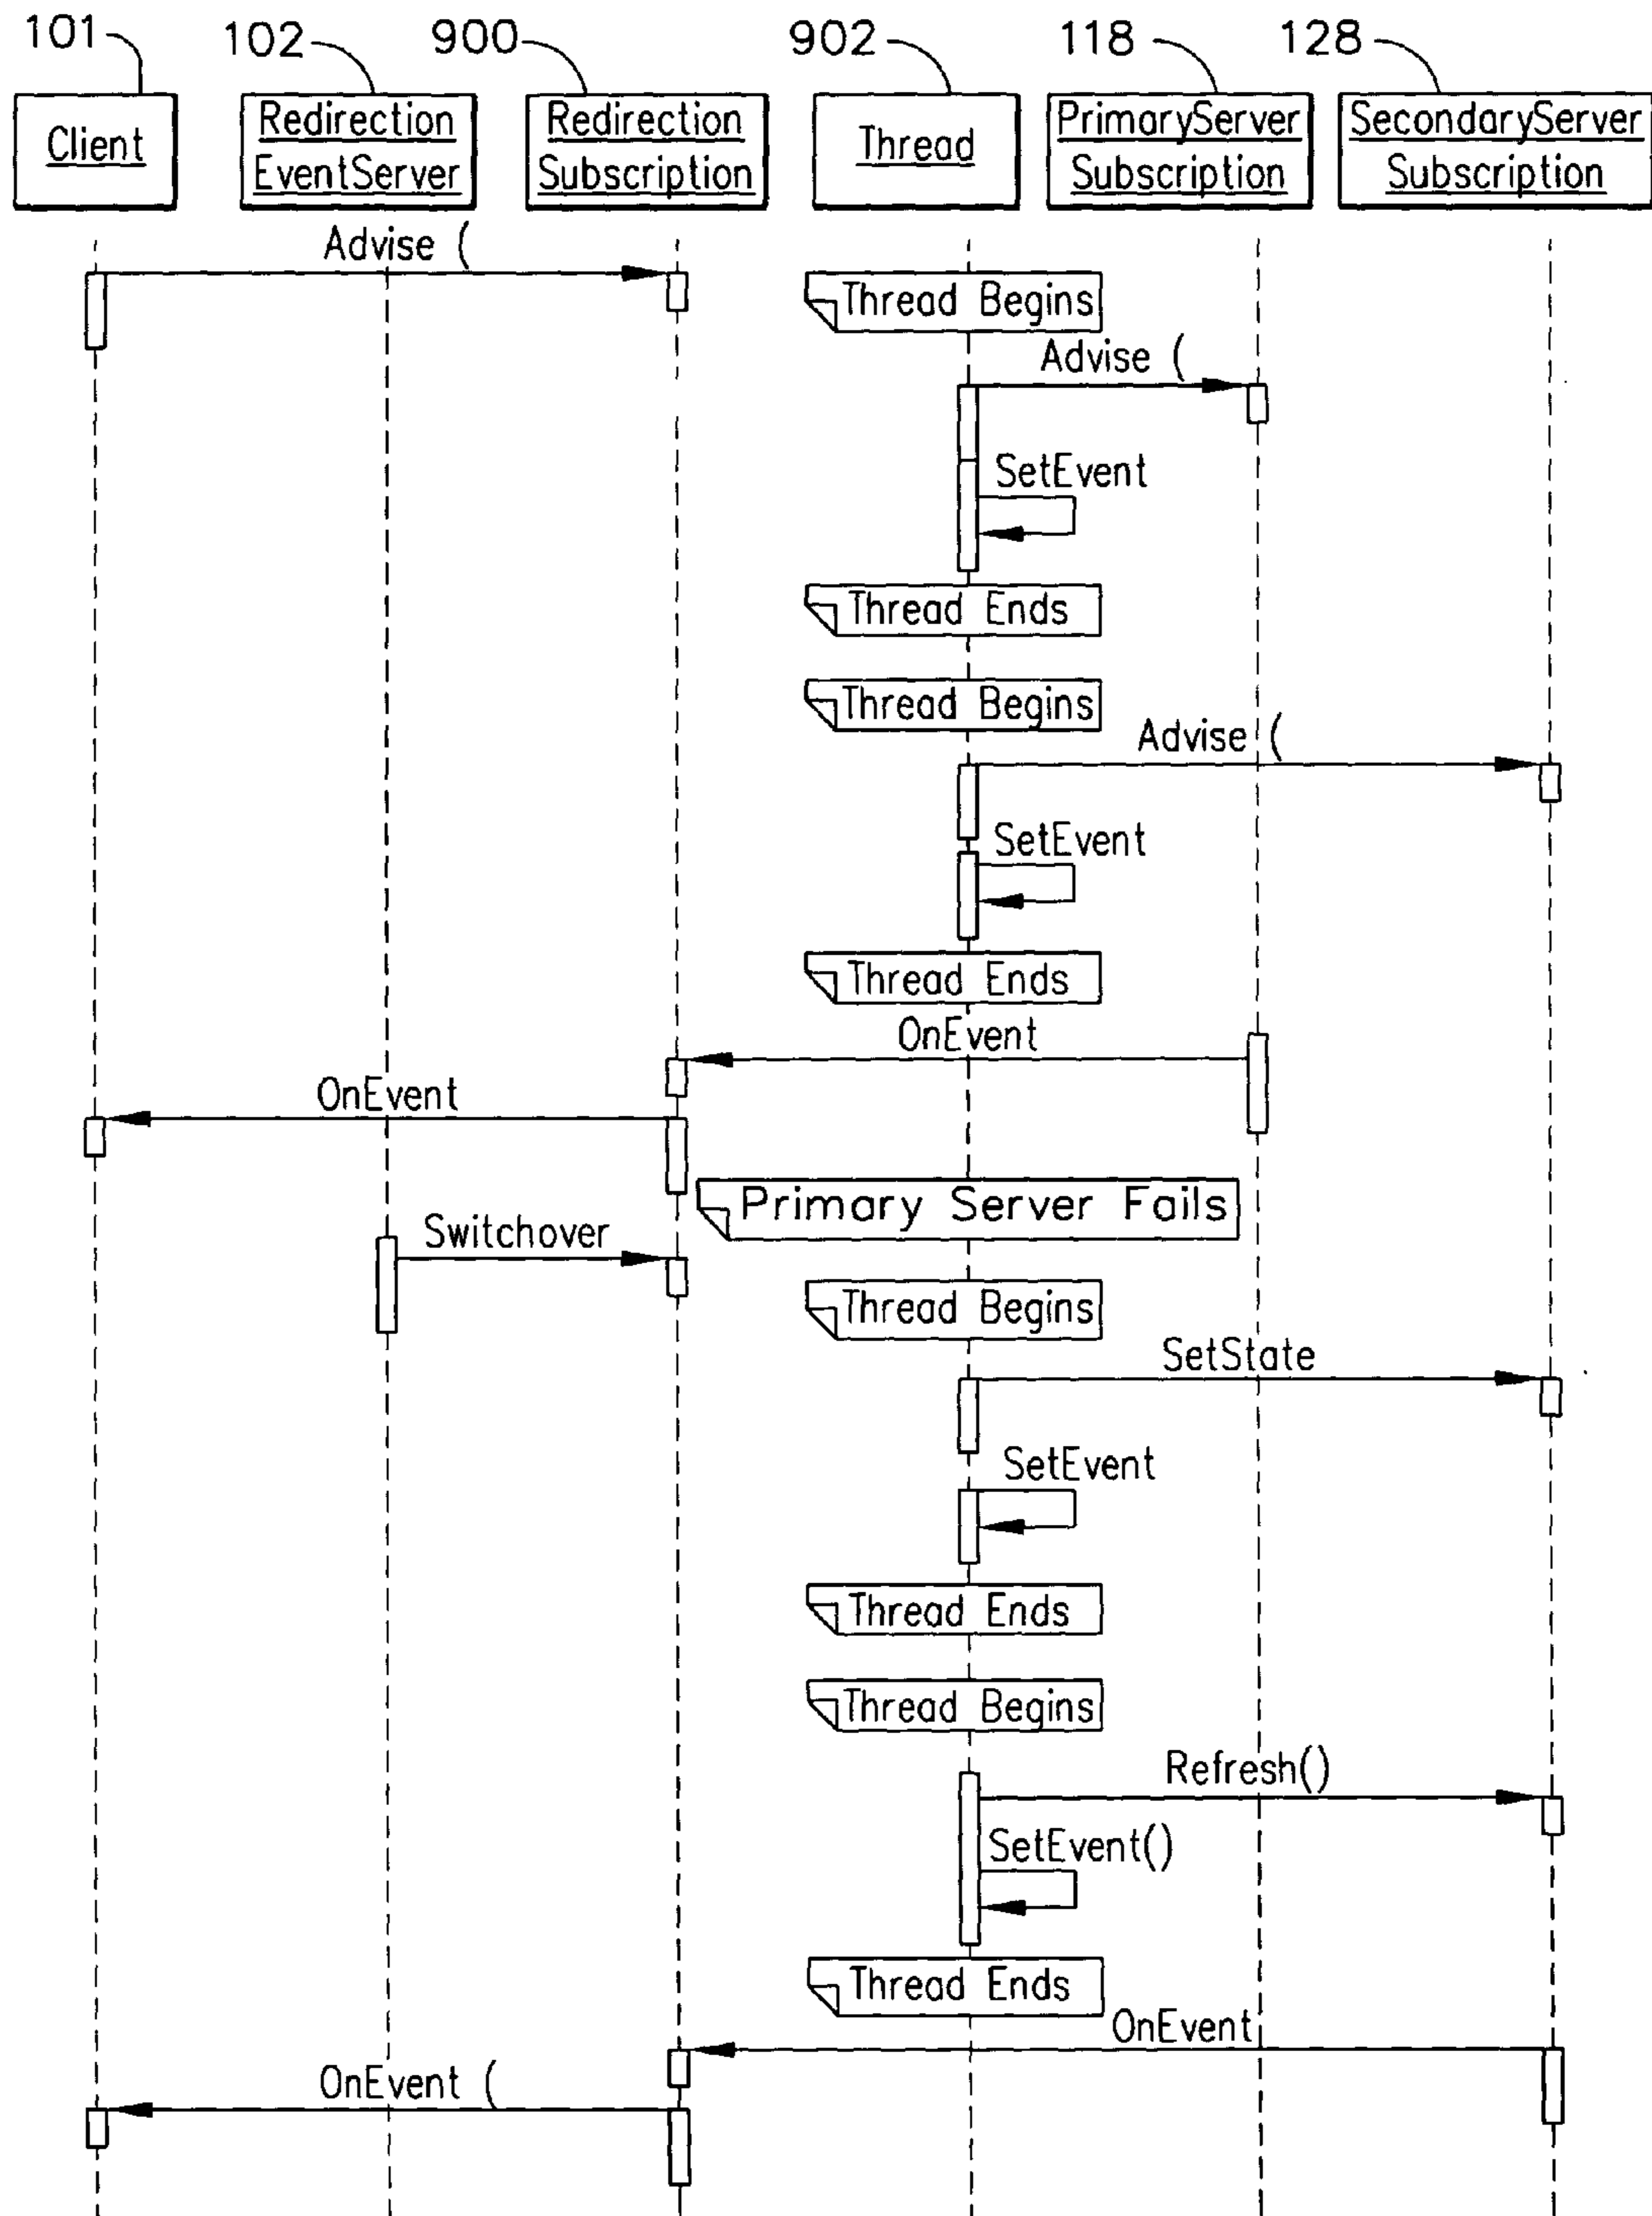 101
102
900
902
118
128
Client
Redirection
EventServer
Redirection
Subscription
Thread
PrimaryServer
Subscription
SecondaryServer
Subscription
Advise (
Thread Begins
Advise (
SetEvent
Thread Ends
Thread Begins
Advise (
SetEvent
Thread Ends
OnEvent
OnEvent
Primary Server Fails
Switchover
Thread Begins
SetState
SetEvent
Thread Ends
Thread Begins
Refresh()
SetEvent()
Thread Ends
OnEvent
OnEvent (